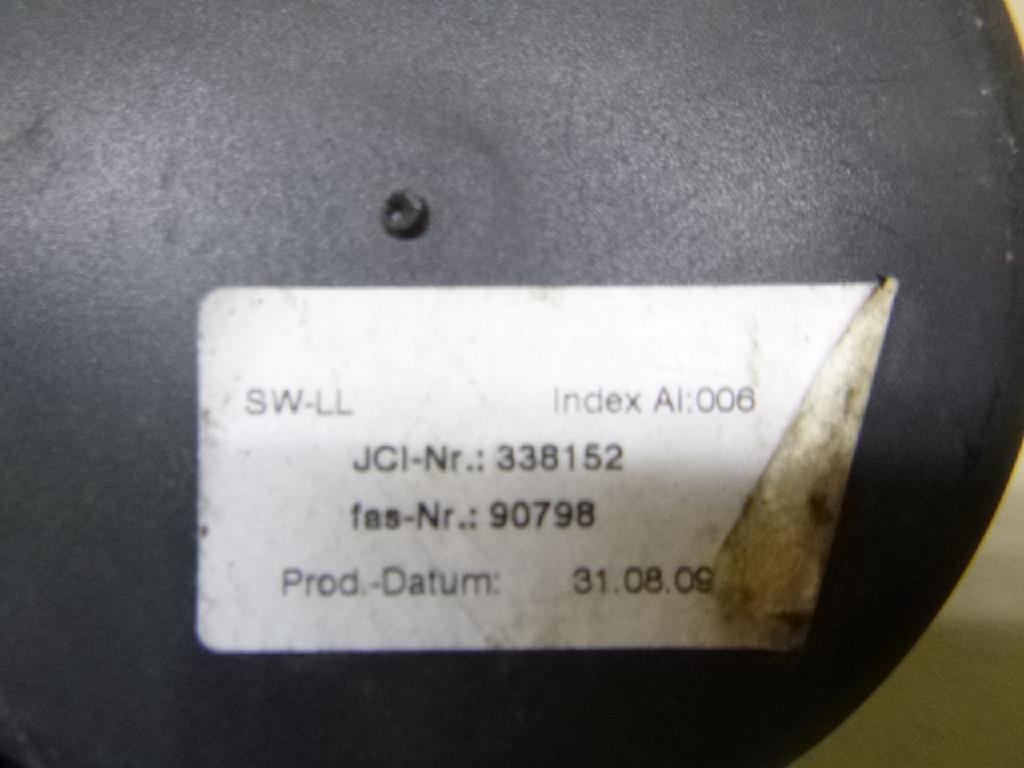 SW-LL Index AI:006
JCI-Nr.: 338152
fas-Nr.: 90798
Prod.-Datum: 31.08.09